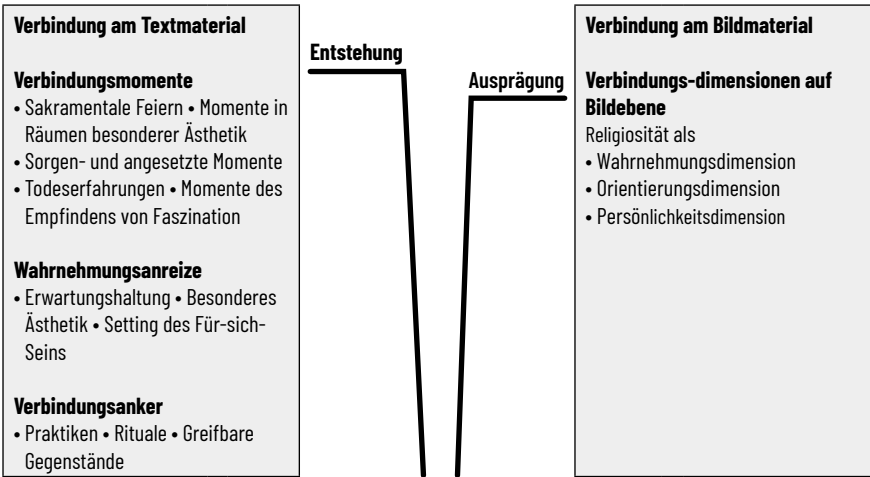 Verbindung am Textmaterial
Verbindungsmomente
• Sakramentale Feiern • Momente in
Räumen besonderer Ästhetik
• Sorgen- und angesetzte Momente
• Todeserfahrungen • Momente des
Empfindens von Faszination
Wahrnehmungsanreize
• Erwartungshaltung • Besonderes
Ästhetik • Setting des Für-sich-
Seins
Verbindungsanker
• Praktiken • Rituale • Greifbare
Gegenstände
Entstehung
Ausprägung
Verbindung am Bildmaterial
Verbindungs-dimensionen auf
Bildebene
Religiosität als
• Wahrnehmungsdimension
• Orientierungsdimension
• Persönlichkeitsdimension